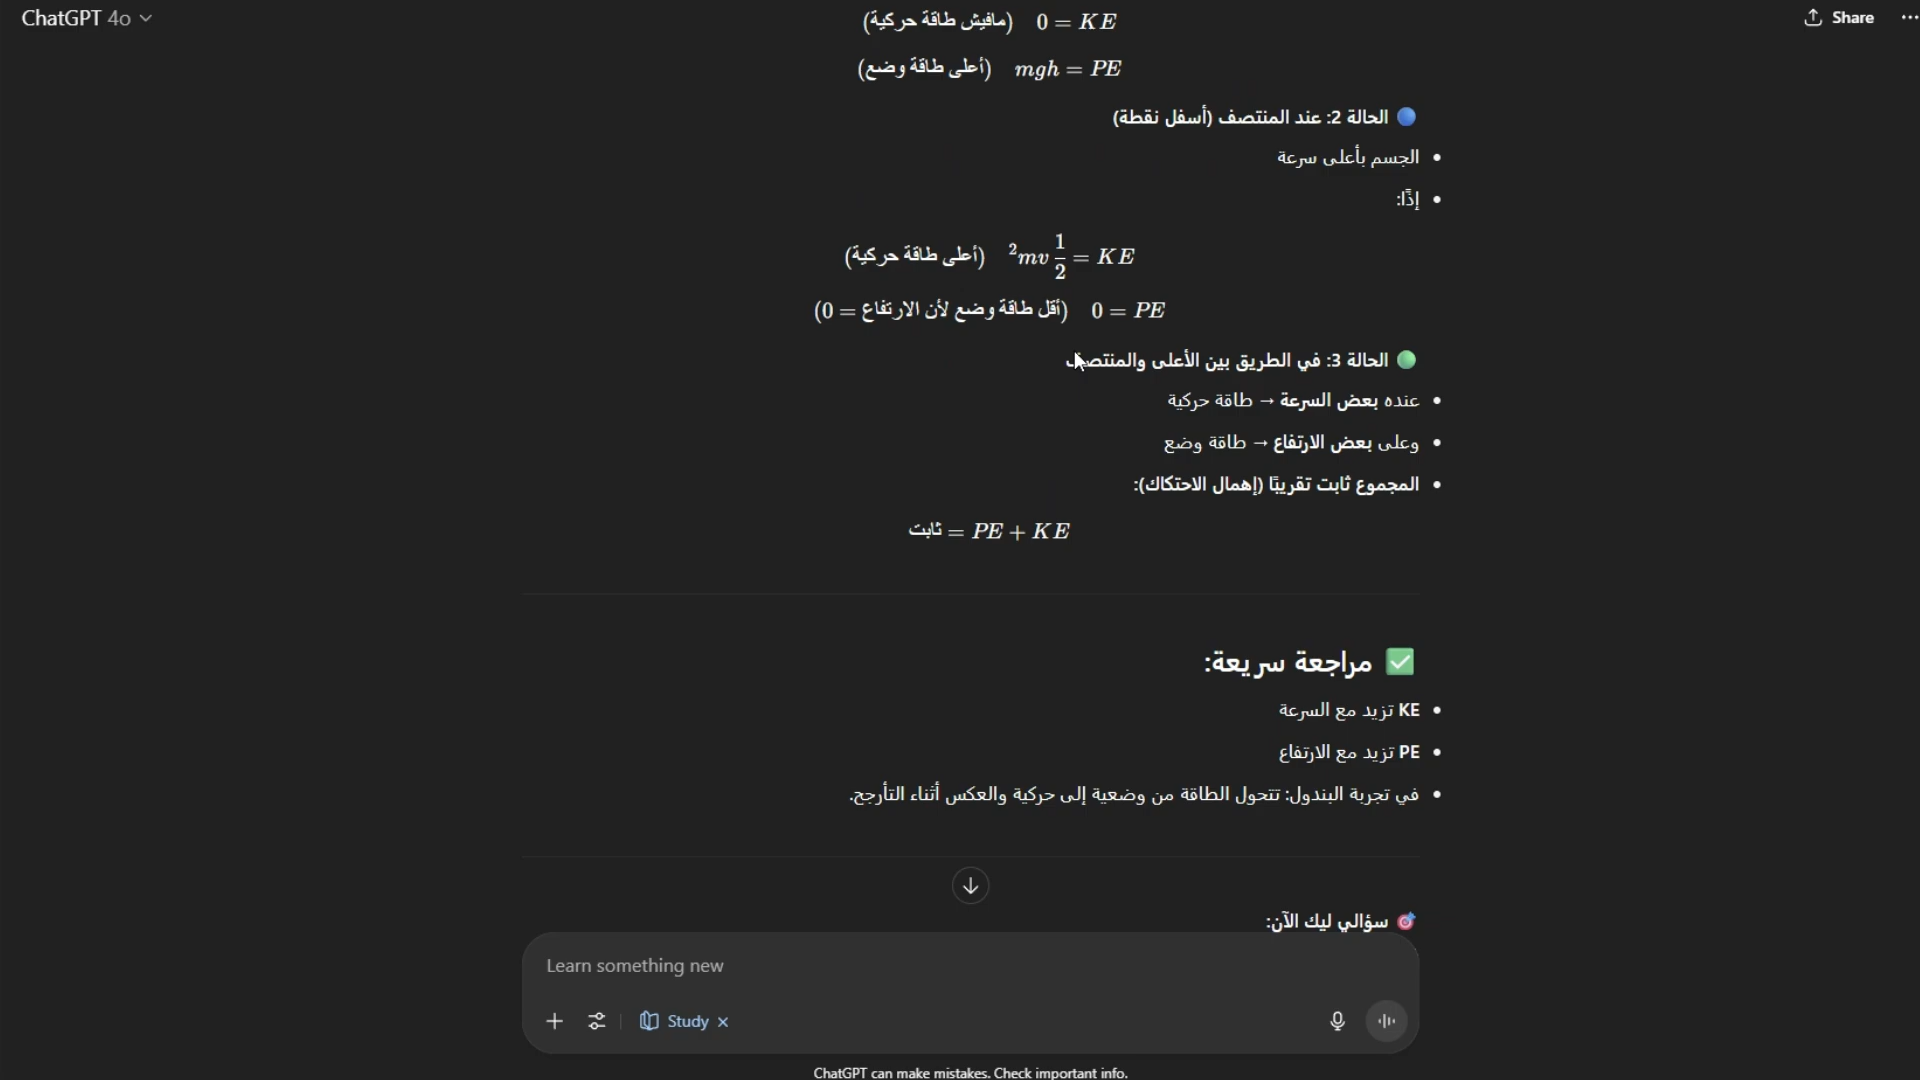 ChatGPT 4o
Share
0 = KE (مافيش طاقة حركية)
mgh = PE (أعلى طاقة وضع)
🔵 الحالة 2: عند المنتصف (أسفل نقطة)
• الجسم بأعلى سرعة
• إذًا:
²mv 1/2 = KE (أعلى طاقة حركية)
0 = PE (أقل طاقة وضع لأن الارتفاع = 0)
🟢 الحالة 3: في الطريق بين الأعلى والمنتصف
• عنده بعض السرعة → طاقة حركية
• وعلى بعض الارتفاع → طاقة وضع
• المجموع ثابت تقريبًا (إهمال الاحتكاك):
ثابت = PE + KE
✅ مراجعة سريعة:
• KE تزيد مع السرعة
• PE تزيد مع الارتفاع
• في تجربة البندول: تتحول الطاقة من وضعية إلى حركية والعكس أثناء التأرجح.
🎯 سؤالي ليك الآن:
Learn something new
Study
ChatGPT can make mistakes. Check important info.